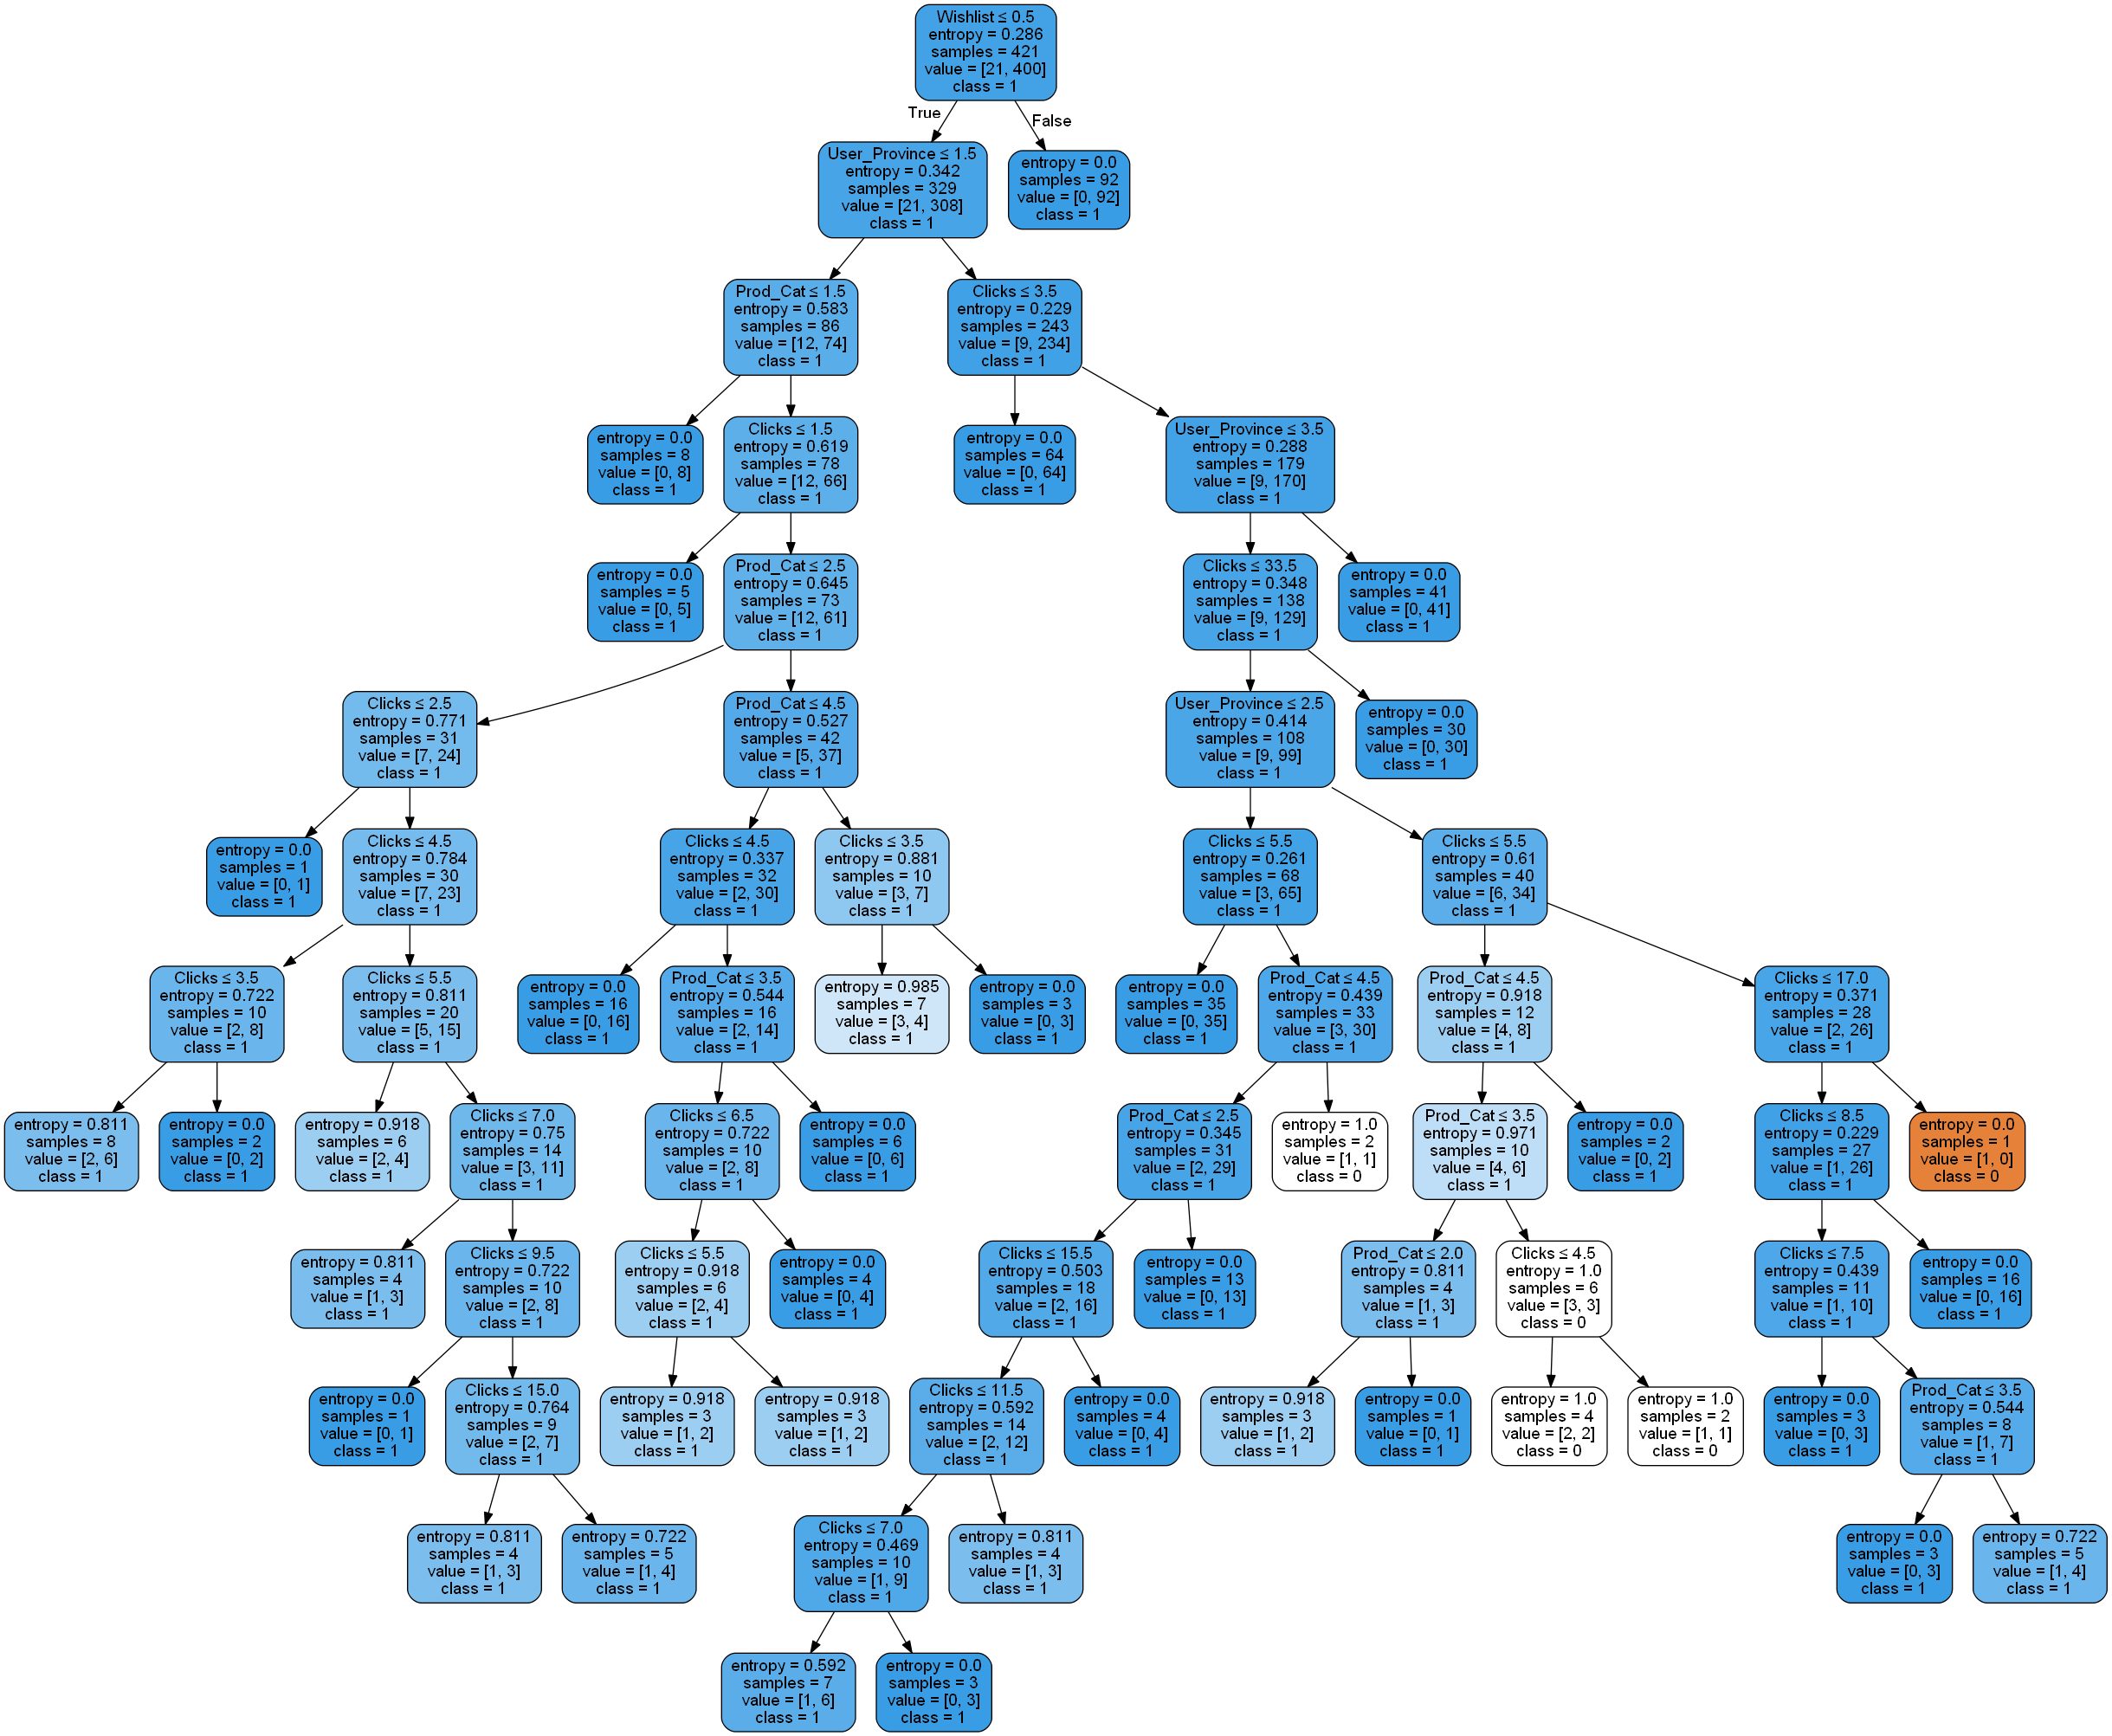 Wishlist ≤ 0.5
entropy = 0.286
samples = 421
value = [21, 400]
class = 1
True
False
User_Province ≤ 1.5
entropy = 0.342
samples = 329
value = [21, 308]
class = 1
entropy = 0.0
samples = 92
value = [0, 92]
class = 1
Prod_Cat ≤ 1.5
entropy = 0.583
samples = 86
value = [12, 74]
class = 1
Clicks ≤ 3.5
entropy = 0.229
samples = 243
value = [9, 234]
class = 1
entropy = 0.0
samples = 8
value = [0, 8]
class = 1
Clicks ≤ 1.5
entropy = 0.619
samples = 78
value = [12, 66]
class = 1
entropy = 0.0
samples = 64
value = [0, 64]
class = 1
User_Province ≤ 3.5
entropy = 0.288
samples = 179
value = [9, 170]
class = 1
entropy = 0.0
samples = 5
value = [0, 5]
class = 1
Prod_Cat ≤ 2.5
entropy = 0.645
samples = 73
value = [12, 61]
class = 1
Clicks ≤ 33.5
entropy = 0.348
samples = 138
value = [9, 129]
class = 1
entropy = 0.0
samples = 41
value = [0, 41]
class = 1
Clicks ≤ 2.5
entropy = 0.771
samples = 31
value = [7, 24]
class = 1
Prod_Cat ≤ 4.5
entropy = 0.527
samples = 42
value = [5, 37]
class = 1
User_Province ≤ 2.5
entropy = 0.414
samples = 108
value = [9, 99]
class = 1
entropy = 0.0
samples = 30
value = [0, 30]
class = 1
entropy = 0.0
samples = 1
value = [0, 1]
class = 1
Clicks ≤ 4.5
entropy = 0.784
samples = 30
value = [7, 23]
class = 1
Clicks ≤ 4.5
entropy = 0.337
samples = 32
value = [2, 30]
class = 1
Clicks ≤ 3.5
entropy = 0.881
samples = 10
value = [3, 7]
class = 1
Clicks ≤ 5.5
entropy = 0.261
samples = 68
value = [3, 65]
class = 1
Clicks ≤ 5.5
entropy = 0.61
samples = 40
value = [6, 34]
class = 1
Clicks ≤ 3.5
entropy = 0.722
samples = 10
value = [2, 8]
class = 1
Clicks ≤ 5.5
entropy = 0.811
samples = 20
value = [5, 15]
class = 1
entropy = 0.0
samples = 16
value = [0, 16]
class = 1
Prod_Cat ≤ 3.5
entropy = 0.544
samples = 16
value = [2, 14]
class = 1
entropy = 0.985
samples = 7
value = [3, 4]
class = 1
entropy = 0.0
samples = 3
value = [0, 3]
class = 1
entropy = 0.0
samples = 35
value = [0, 35]
class = 1
Prod_Cat ≤ 4.5
entropy = 0.439
samples = 33
value = [3, 30]
class = 1
Prod_Cat ≤ 4.5
entropy = 0.918
samples = 12
value = [4, 8]
class = 1
Clicks ≤ 17.0
entropy = 0.371
samples = 28
value = [2, 26]
class = 1
entropy = 0.811
samples = 8
value = [2, 6]
class = 1
entropy = 0.0
samples = 2
value = [0, 2]
class = 1
entropy = 0.918
samples = 6
value = [2, 4]
class = 1
Clicks ≤ 7.0
entropy = 0.75
samples = 14
value = [3, 11]
class = 1
Clicks ≤ 6.5
entropy = 0.722
samples = 10
value = [2, 8]
class = 1
entropy = 0.0
samples = 6
value = [0, 6]
class = 1
Prod_Cat ≤ 2.5
entropy = 0.345
samples = 31
value = [2, 29]
class = 1
entropy = 1.0
samples = 2
value = [1, 1]
class = 0
Prod_Cat ≤ 3.5
entropy = 0.971
samples = 10
value = [4, 6]
class = 1
entropy = 0.0
samples = 2
value = [0, 2]
class = 1
Clicks ≤ 8.5
entropy = 0.229
samples = 27
value = [1, 26]
class = 1
entropy = 0.0
samples = 1
value = [1, 0]
class = 0
entropy = 0.811
samples = 4
value = [1, 3]
class = 1
Clicks ≤ 9.5
entropy = 0.722
samples = 10
value = [2, 8]
class = 1
Clicks ≤ 5.5
entropy = 0.918
samples = 6
value = [2, 4]
class = 1
entropy = 0.0
samples = 4
value = [0, 4]
class = 1
Clicks ≤ 15.5
entropy = 0.503
samples = 18
value = [2, 16]
class = 1
entropy = 0.0
samples = 13
value = [0, 13]
class = 1
Prod_Cat ≤ 2.0
entropy = 0.811
samples = 4
value = [1, 3]
class = 1
Clicks ≤ 4.5
entropy = 1.0
samples = 6
value = [3, 3]
class = 0
Clicks ≤ 7.5
entropy = 0.439
samples = 11
value = [1, 10]
class = 1
entropy = 0.0
samples = 16
value = [0, 16]
class = 1
entropy = 0.0
samples = 1
value = [0, 1]
class = 1
Clicks ≤ 15.0
entropy = 0.764
samples = 9
value = [2, 7]
class = 1
entropy = 0.918
samples = 3
value = [1, 2]
class = 1
entropy = 0.918
samples = 3
value = [1, 2]
class = 1
Clicks ≤ 11.5
entropy = 0.592
samples = 14
value = [2, 12]
class = 1
entropy = 0.0
samples = 4
value = [0, 4]
class = 1
entropy = 0.918
samples = 3
value = [1, 2]
class = 1
entropy = 0.0
samples = 1
value = [0, 1]
class = 1
entropy = 1.0
samples = 4
value = [2, 2]
class = 0
entropy = 1.0
samples = 2
value = [1, 1]
class = 0
entropy = 0.0
samples = 3
value = [0, 3]
class = 1
Prod_Cat ≤ 3.5
entropy = 0.544
samples = 8
value = [1, 7]
class = 1
entropy = 0.811
samples = 4
value = [1, 3]
class = 1
entropy = 0.722
samples = 5
value = [1, 4]
class = 1
Clicks ≤ 7.0
entropy = 0.469
samples = 10
value = [1, 9]
class = 1
entropy = 0.811
samples = 4
value = [1, 3]
class = 1
entropy = 0.0
samples = 3
value = [0, 3]
class = 1
entropy = 0.722
samples = 5
value = [1, 4]
class = 1
entropy = 0.592
samples = 7
value = [1, 6]
class = 1
entropy = 0.0
samples = 3
value = [0, 3]
class = 1